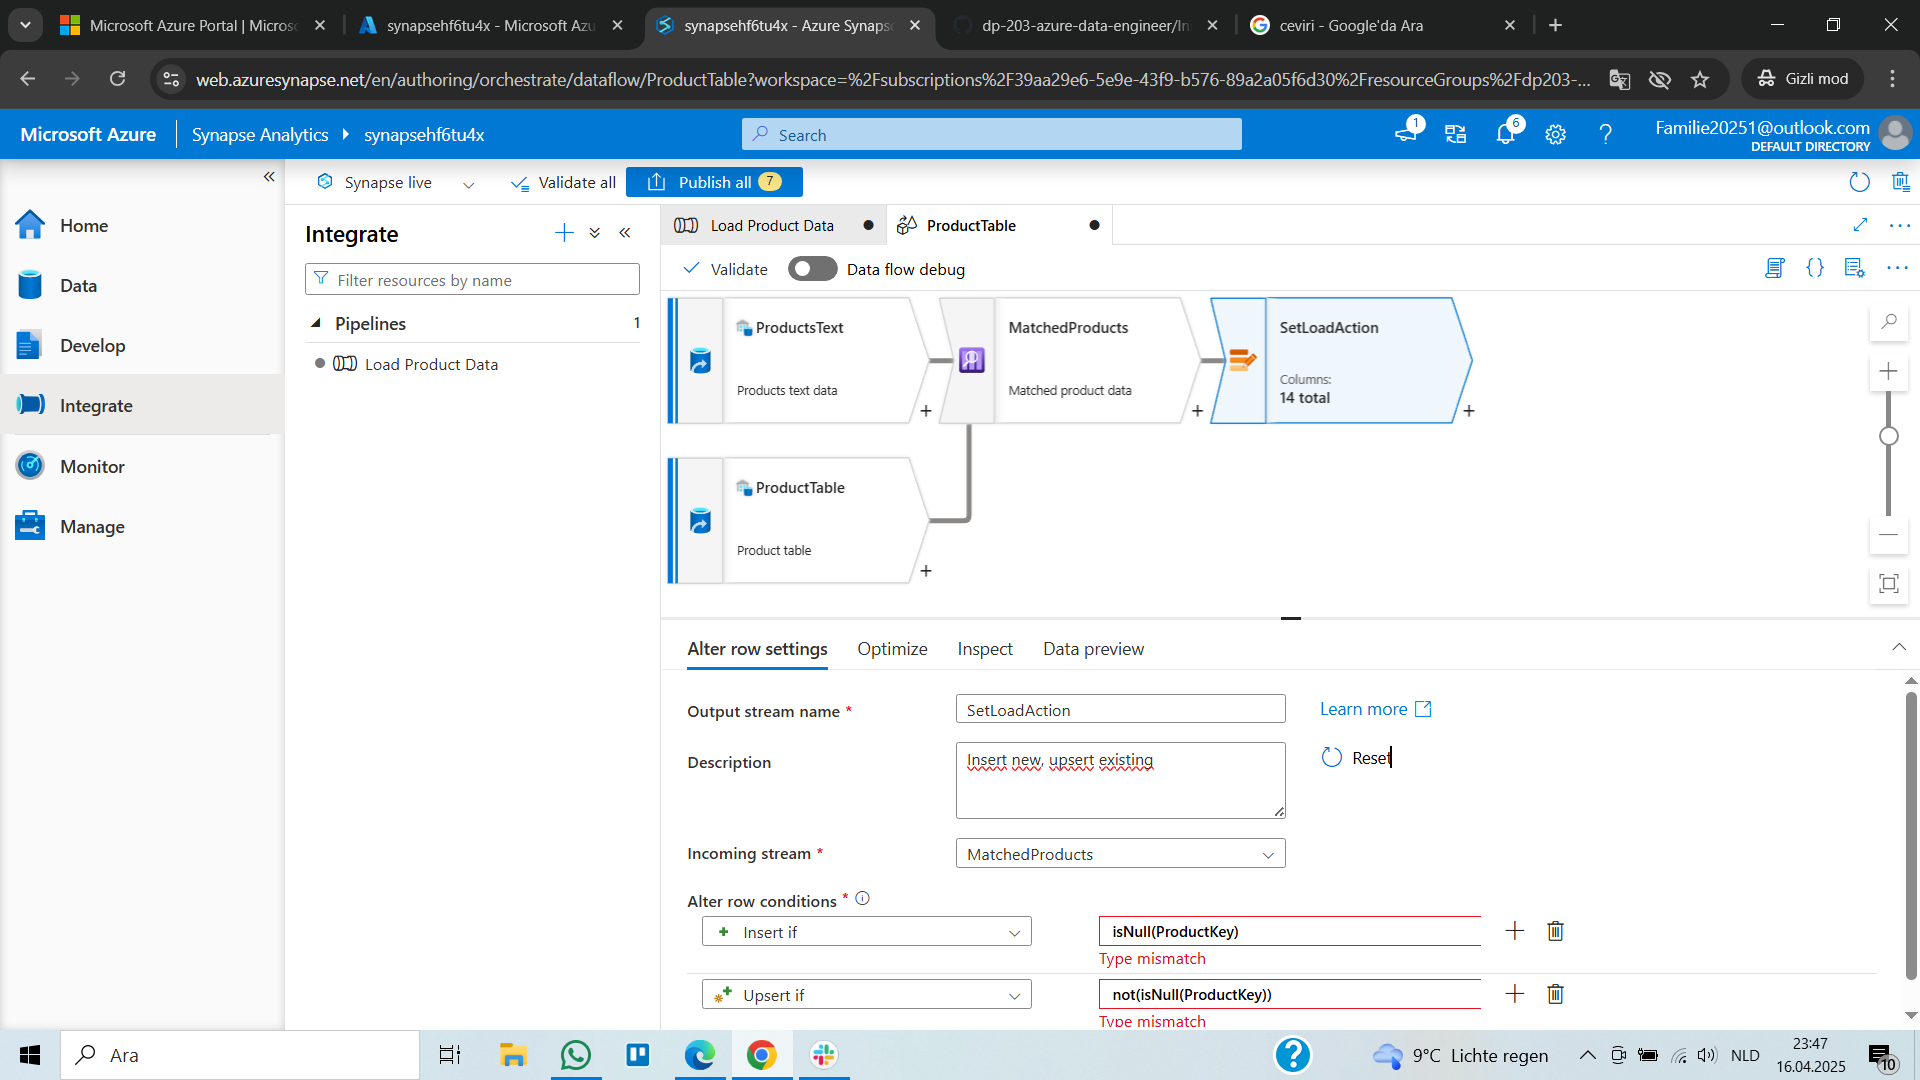 Microsoft Azure Portal | Micros
synapsehf6tu4x - Microsoft Azu
synapsehf6tu4x - Azure Synaps
dp-203-azure-data-engineer/In
ceviri - Google'da Ara
web.azuresynapse.net/en/authoring/orchestrate/dataflow/ProductTable?workspace=%2Fsubscriptions%2F39aa29e6-5e9e-43f9-b576-89a2a05f6d30%2FresourceGroups%2Fdp203-...
Gizli mod
Microsoft Azure
Synapse Analytics
synapsehf6tu4x
Search
1
6
Familie20251@outlook.com
DEFAULT DIRECTORY
Synapse live
Validate all
Publish all 7
Home
Data
Develop
Integrate
Monitor
Manage
Integrate
Filter resources by name
Pipelines 1
Load Product Data
Load Product Data
ProductTable
Validate
Data flow debug
ProductsText
Products text data
MatchedProducts
Matched product data
SetLoadAction
Columns:
14 total
ProductTable
Product table
Alter row settings
Optimize
Inspect
Data preview
Output stream name *
SetLoadAction
Learn more
Description
Insert new, upsert existing
Reset
Incoming stream *
MatchedProducts
Alter row conditions *
Insert if
isNull(ProductKey)
Type mismatch
Upsert if
not(isNull(ProductKey))
Type mismatch
Ara
9°C Lichte regen
NLD
23:47
16.04.2025
10